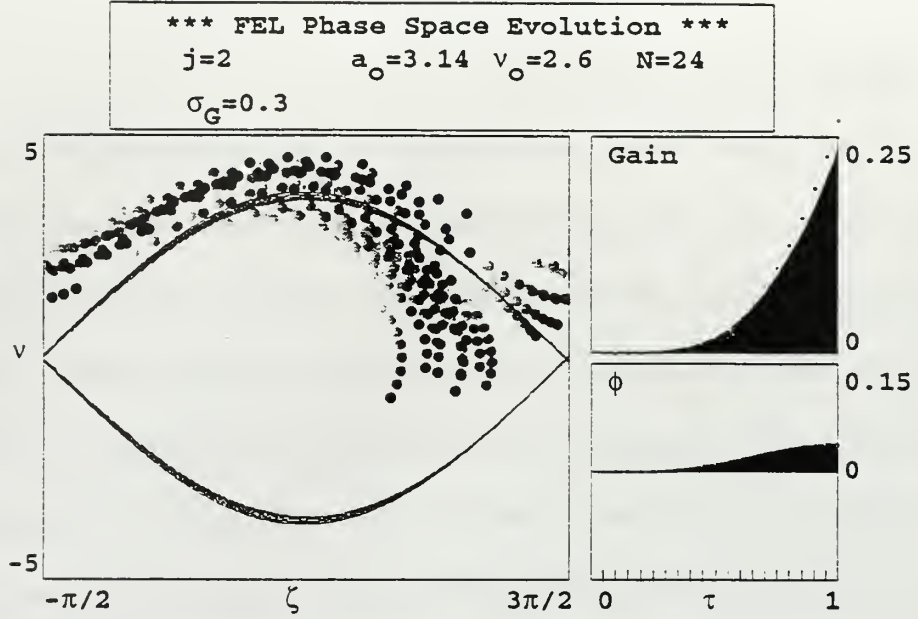 *** FEL Phase Space Evolution ***
j=2 a₀=3.14 ν₀=2.6 N=24
σ_G=0.3
5
ν
-5
-π/2 ζ 3π/2
Gain
0.25
0
φ
0.15
0
0 τ 1